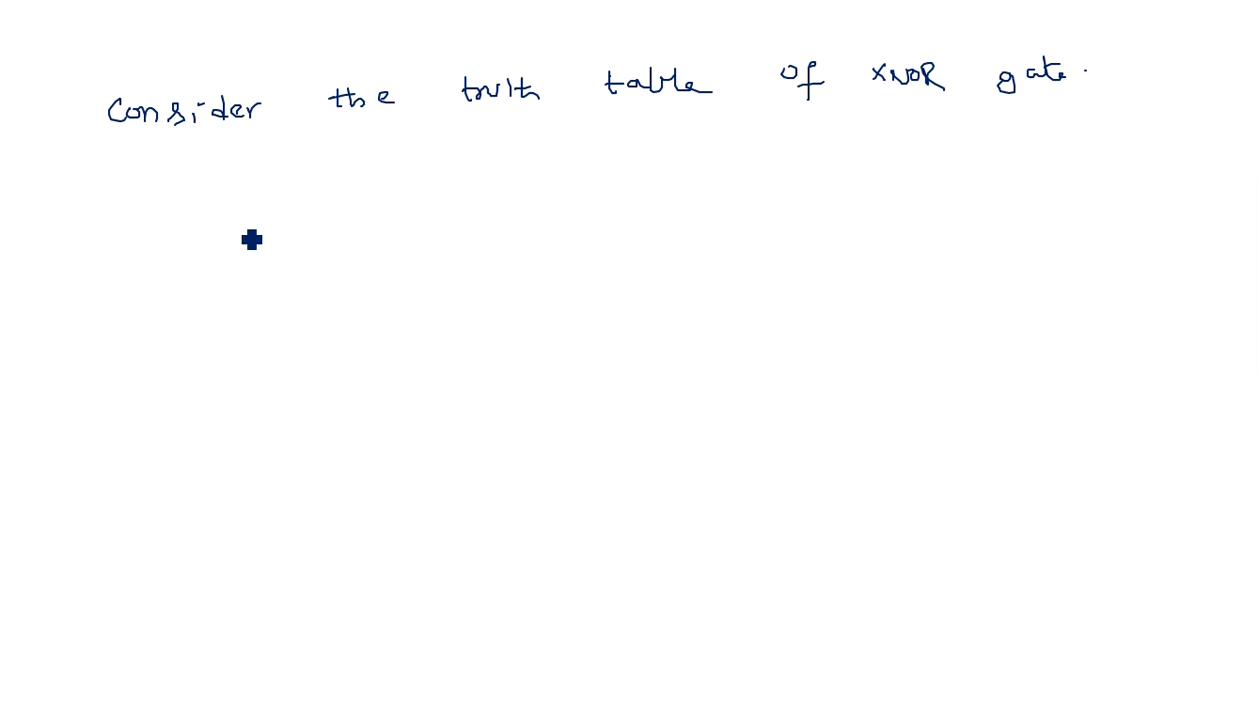 Consider the truth table of XNOR gate.